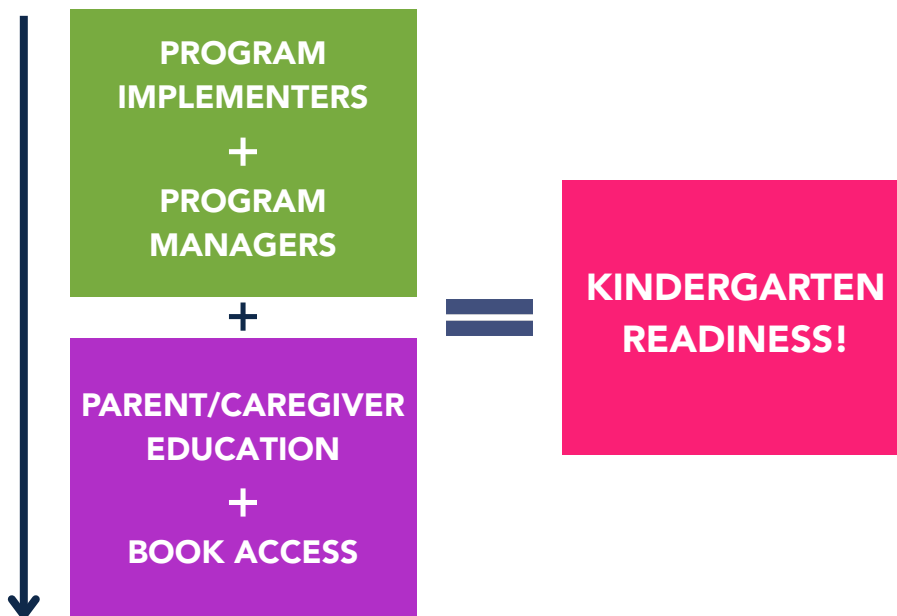 PROGRAM
IMPLEMENTERS
+
PROGRAM
MANAGERS
+
PARENT/CAREGIVER
EDUCATION
+
BOOK ACCESS
=
KINDERGARTEN
READINESS!